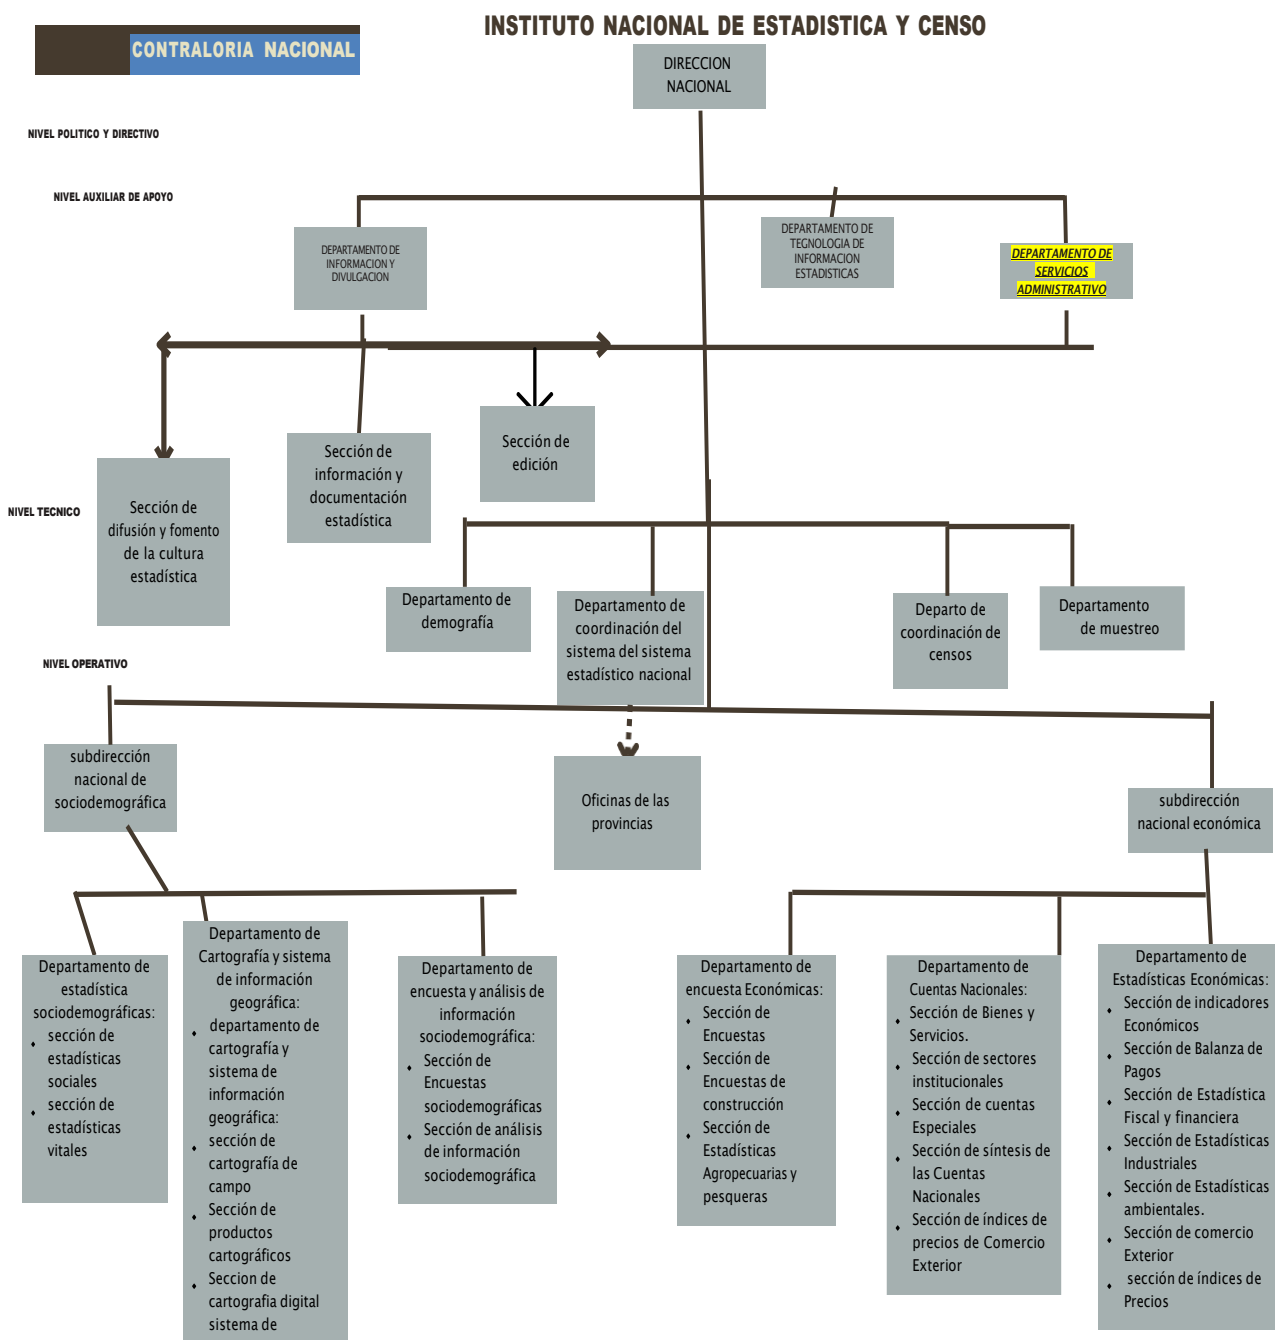 INSTITUTO NACIONAL DE ESTADISTICA Y CENSO
CONTRALORIA NACIONAL
DIRECCION
NACIONAL
NIVEL POLITICO Y DIRECTIVO
NIVEL AUXILIAR DE APOYO
DEPARTAMENTO DE
INFORMACION Y
DIVULGACION
DEPARTAMENTO DE
TEGNOLOGIA DE
INFORMACION
ESTADISTICAS
DEPARTAMENTO DE
SERVICIOS
ADMINISTRATIVO
Sección de
difusión y fomento
de la cultura
estadística
Sección de
información y
documentación
estadística
Sección de
edición
NIVEL TECNICO
Departamento de
demografía
Departamento de
coordinación del
sistema del sistema
estadístico nacional
Departo de
coordinación de
censos
Departamento
de muestreo
NIVEL OPERATIVO
subdirección
nacional de
sociodemográfica
Oficinas de las
provincias
subdirección
nacional económica
Departamento de
estadística
sociodemográficas:
sección de
estadísticas
sociales
sección de
estadísticas
vitales
Departamento de
Cartografía y sistema
de información
geográfica:
departamento de
cartografía y
sistema de
información
geográfica:
sección de
cartografía de
campo
Sección de
productos
cartográficos
Seccion de
cartografia digital
sistema de
Departamento de
encuesta y análisis de
información
sociodemográfica:
Sección de
Encuestas
sociodemográficas
Sección de análisis
de información
sociodemográfica
Departamento de
encuesta Económicas:
Sección de
Encuestas
Sección de
Encuestas de
construcción
Sección de
Estadísticas
Agropecuarias y
pesqueras
Departamento de
Cuentas Nacionales:
Sección de Bienes y
Servicios.
Sección de sectores
institucionales
Sección de cuentas
Especiales
Sección de síntesis de
las Cuentas
Nacionales
Sección de índices de
precios de Comercio
Exterior
Departamento de
Estadísticas Económicas:
Sección de indicadores
Económicos
Sección de Balanza de
Pagos
Sección de Estadística
Fiscal y financiera
Sección de Estadísticas
Industriales
Sección de Estadísticas
ambientales.
Sección de comercio
Exterior
sección de índices de
Precios